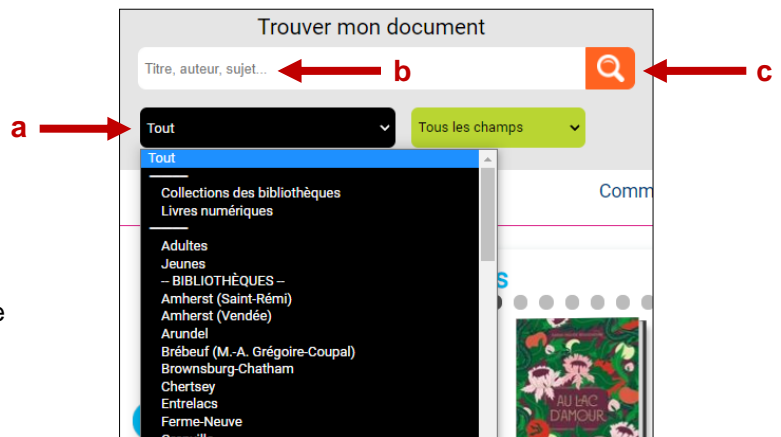 Trouver mon document
Titre, auteur, sujet...
b
c
a
Tout
Tous les champs
Tout
Collections des bibliothèques
Livres numériques
Comm
Adultes
Jeunes
-- BIBLIOTHÈQUES --
s
Amherst (Saint-Rémi)
e
Amherst (Vendée)
Arundel
Brébeuf (M.-A. Grégoire-Coupal)
Brownsburg-Chatham
Chertsey
Entrelacs
AU LAC
D'AMOUR
Ferme-Neuve